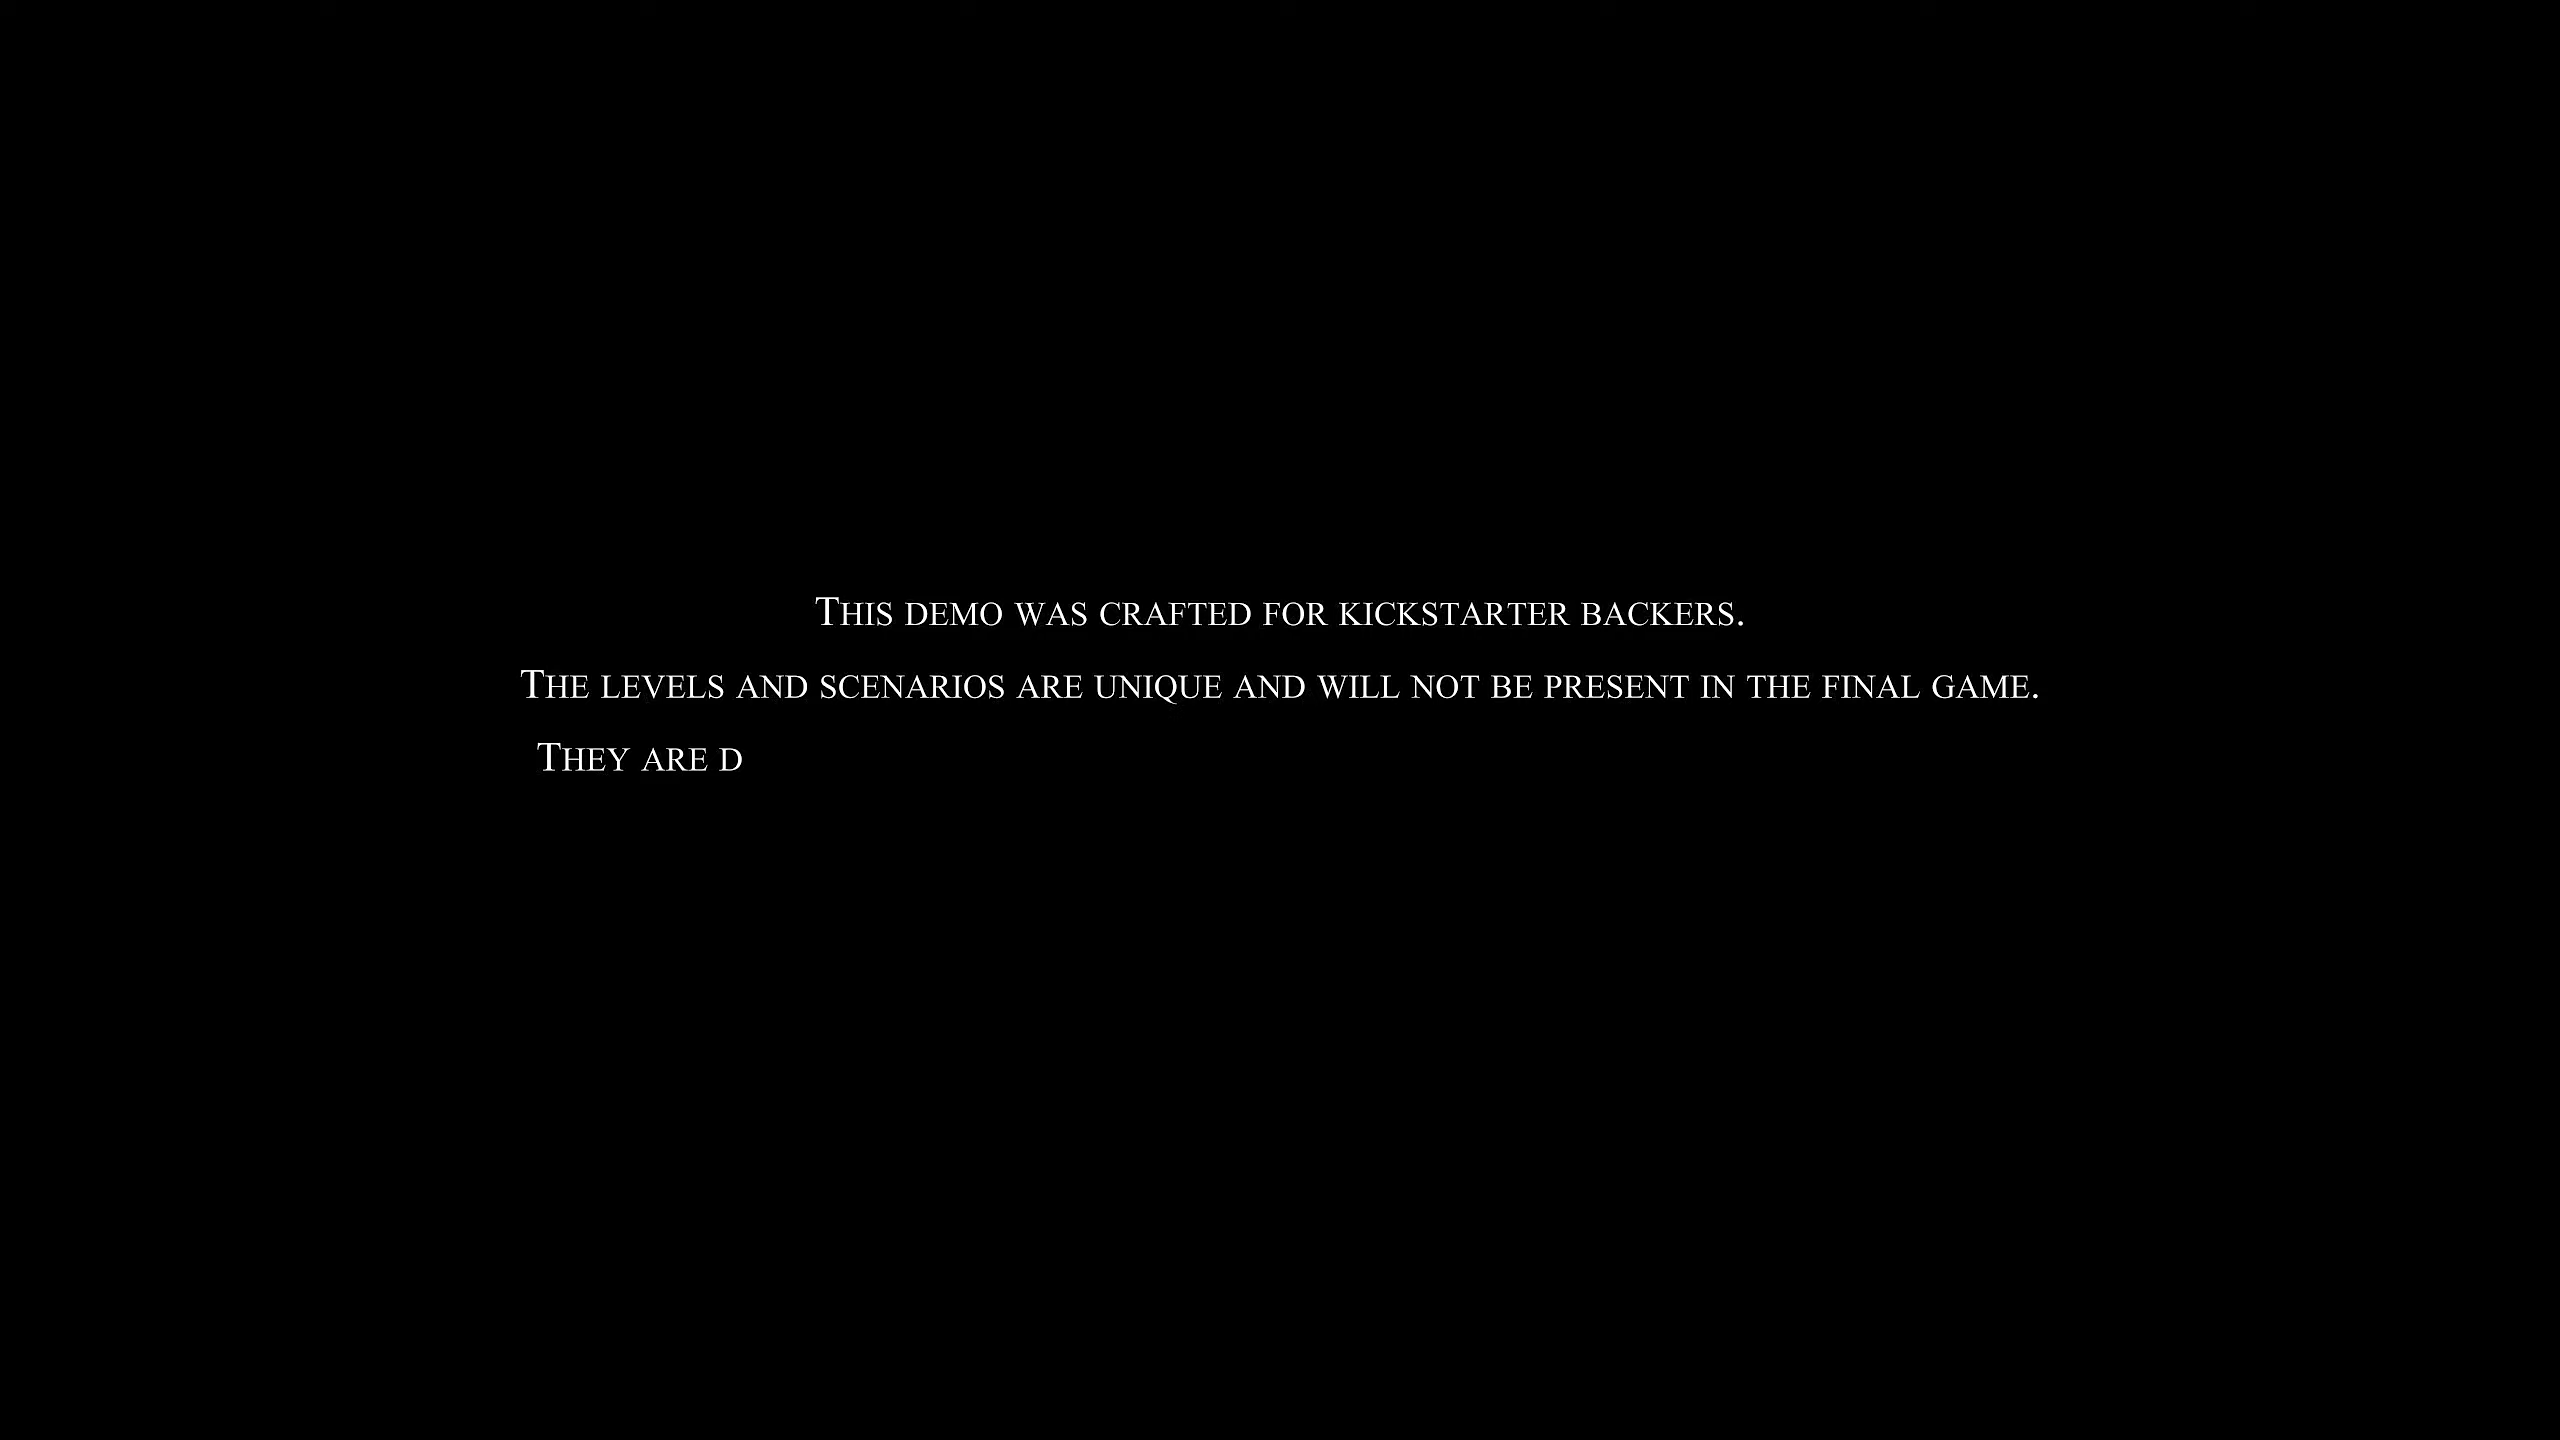 This demo was crafted for kickstarter backers.
The levels and scenarios are unique and will not be present in the final game.
They are d